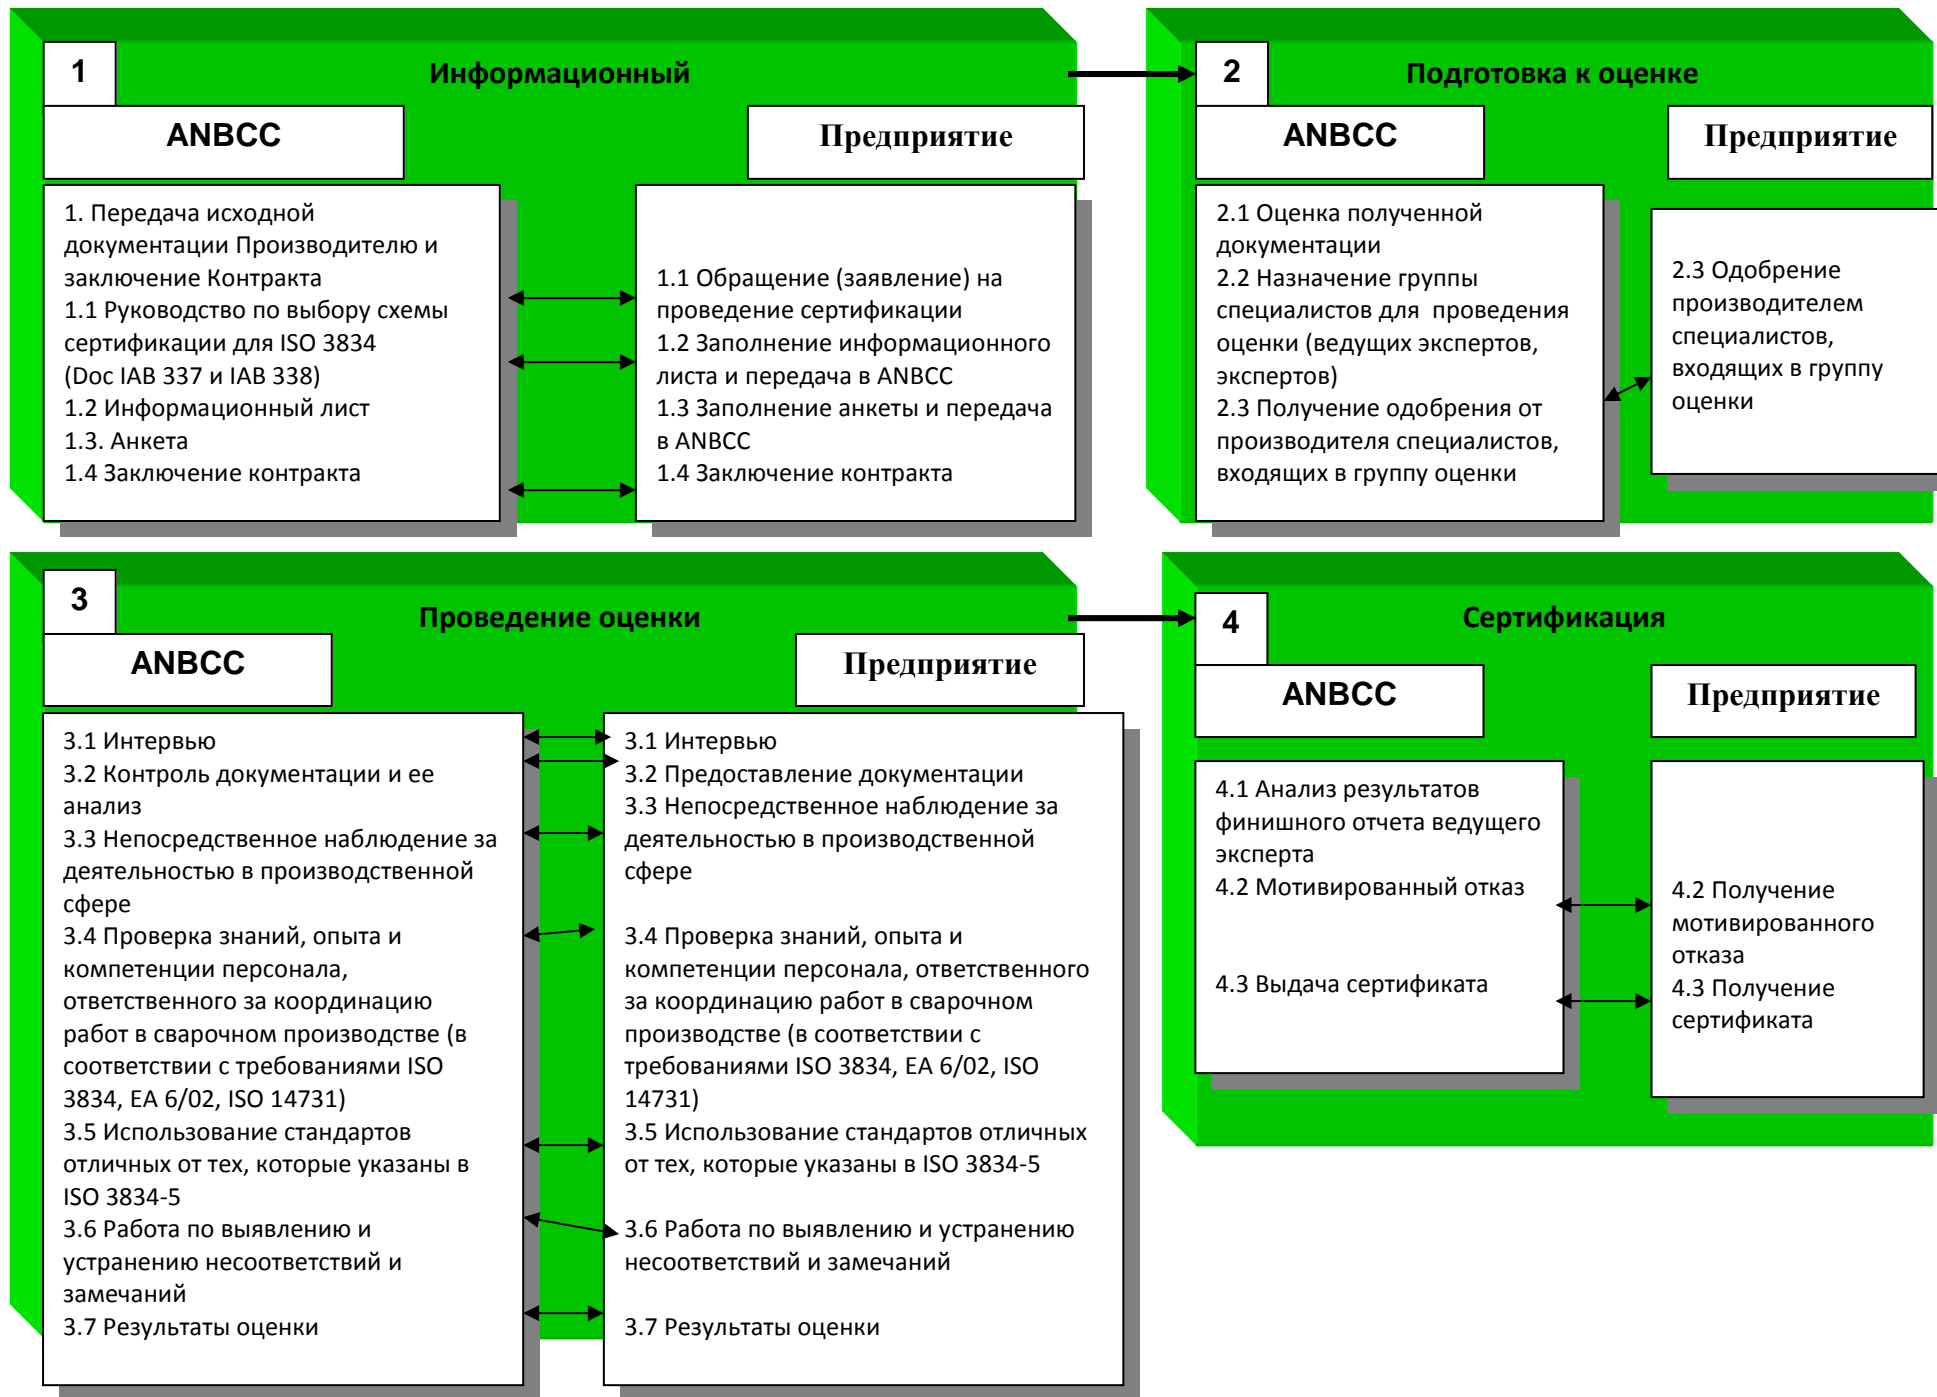 1
Информационный
ANBCC
Предприятие
1. Передача исходной
документации Производителю и
заключение Контракта
1.1 Руководство по выбору схемы
сертификации для ISO 3834
(Doc IAB 337 и IAB 338)
1.2 Информационный лист
1.3. Анкета
1.4 Заключение контракта
1.1 Обращение (заявление) на
проведение сертификации
1.2 Заполнение информационного
листа и передача в ANBCC
1.3 Заполнение анкеты и передача
в ANBCC
1.4 Заключение контракта
2
Подготовка к оценке
ANBCC
Предприятие
2.1 Оценка полученной
документации
2.2 Назначение группы
специалистов для  проведения
оценки (ведущих экспертов,
экспертов)
2.3 Получение одобрения от
производителя специалистов,
входящих в группу оценки
2.3 Одобрение
производителем
специалистов,
входящих в группу
оценки
3
Проведение оценки
ANBCC
Предприятие
3.1 Интервью
3.2 Контроль документации и ее
анализ
3.3 Непосредственное наблюдение за
деятельностью в производственной
сфере
3.4 Проверка знаний, опыта и
компетенции персонала,
ответственного за координацию
работ в сварочном производстве (в
соответствии с требованиями ISO
3834, EA 6/02, ISO 14731)
3.5 Использование стандартов
отличных от тех, которые указаны в
ISO 3834-5
3.6 Работа по выявлению и
устранению несоответствий и
замечаний
3.7 Результаты оценки
3.1 Интервью
3.2 Предоставление документации
3.3 Непосредственное наблюдение за
деятельностью в производственной
сфере
3.4 Проверка знаний, опыта и
компетенции персонала, ответственного
за координацию работ в сварочном
производстве (в соответствии с
требованиями ISO 3834, EA 6/02, ISO
14731)
3.5 Использование стандартов отличных
от тех, которые указаны в ISO 3834-5
3.6 Работа по выявлению и устранению
несоответствий и замечаний
3.7 Результаты оценки
4
Сертификация
ANBCC
Предприятие
4.1 Анализ результатов
финишного отчета ведущего
эксперта
4.2 Мотивированный отказ
4.3 Выдача сертификата
4.2 Получение
мотивированного
отказа
4.3 Получение
сертификата